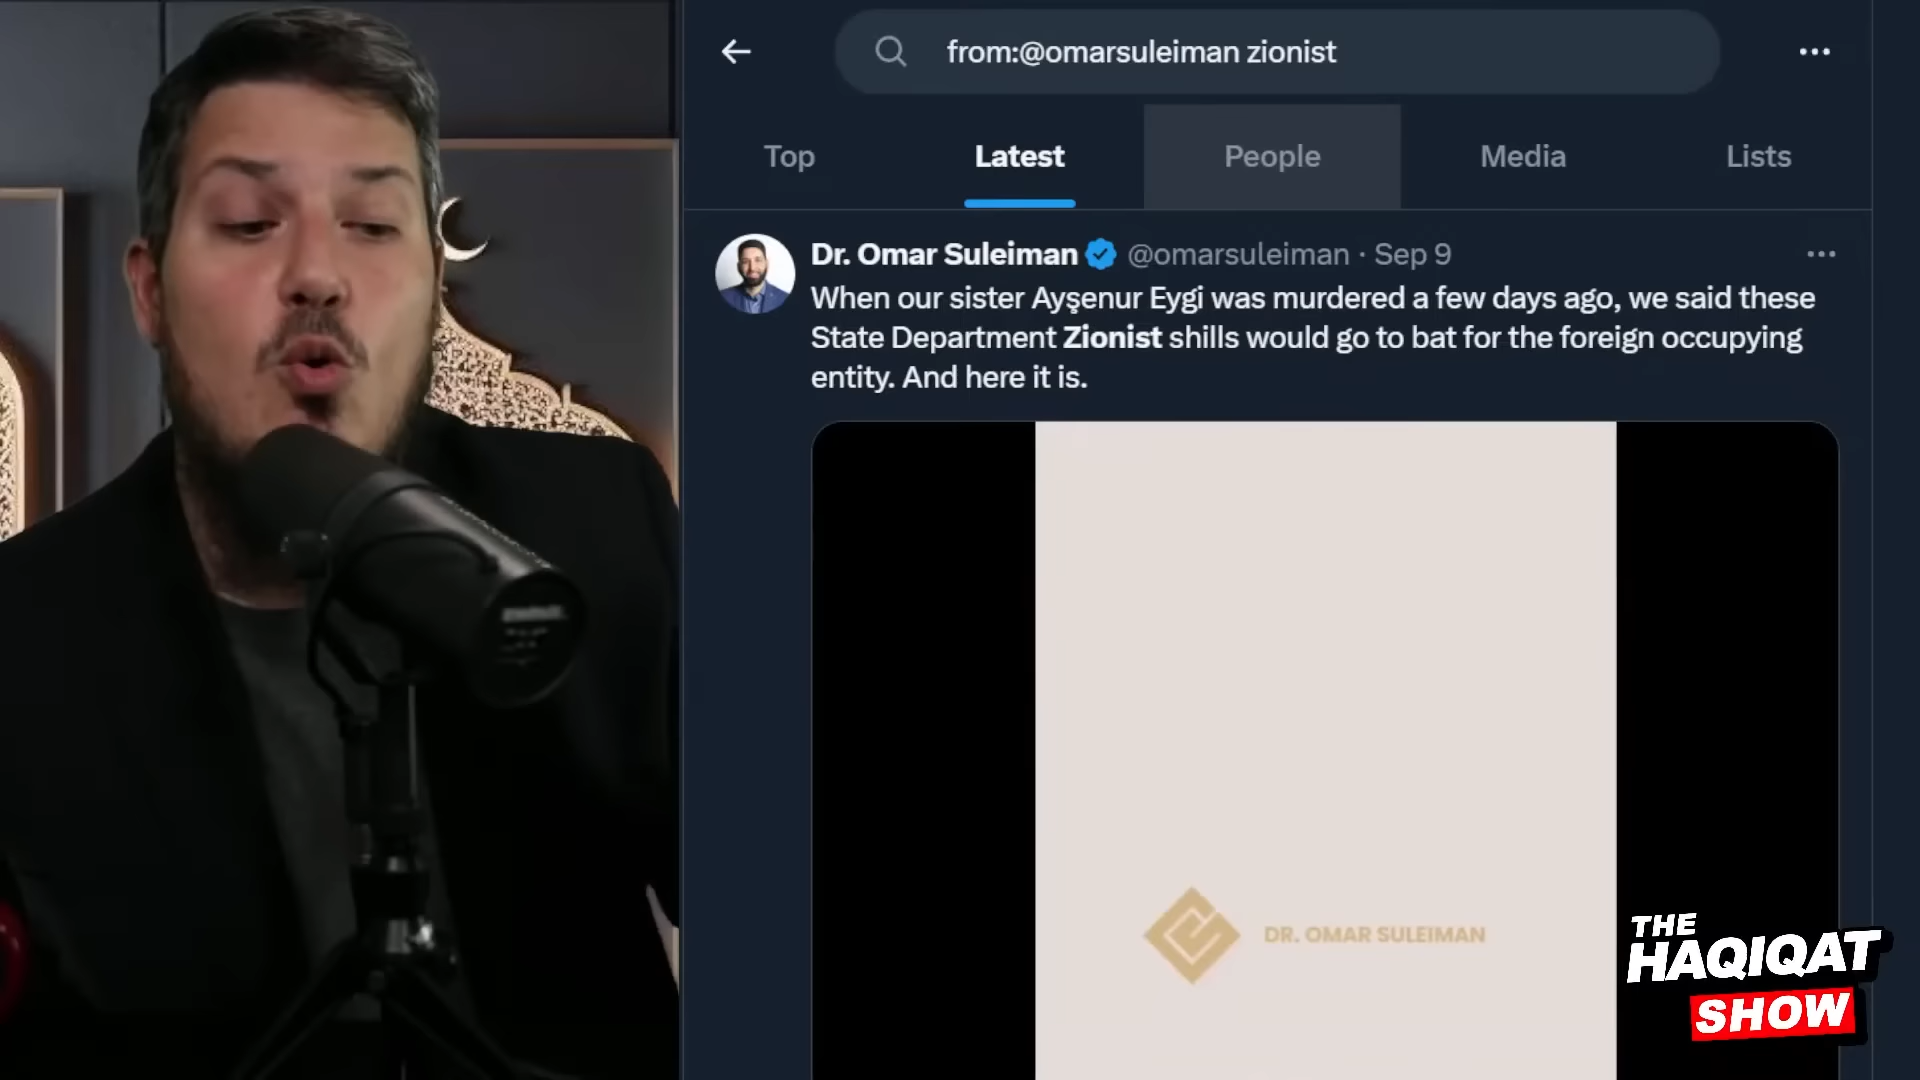 from:@omarsuleiman zionist
Top
Latest
People
Media
Lists
Dr. Omar Suleiman @omarsuleiman · Sep 9
When our sister Ayşenur Eygi was murdered a few days ago, we said these
State Department Zionist shills would go to bat for the foreign occupying
entity. And here it is.
DR. OMAR SULEIMAN
THE
HAQIQAT
SHOW